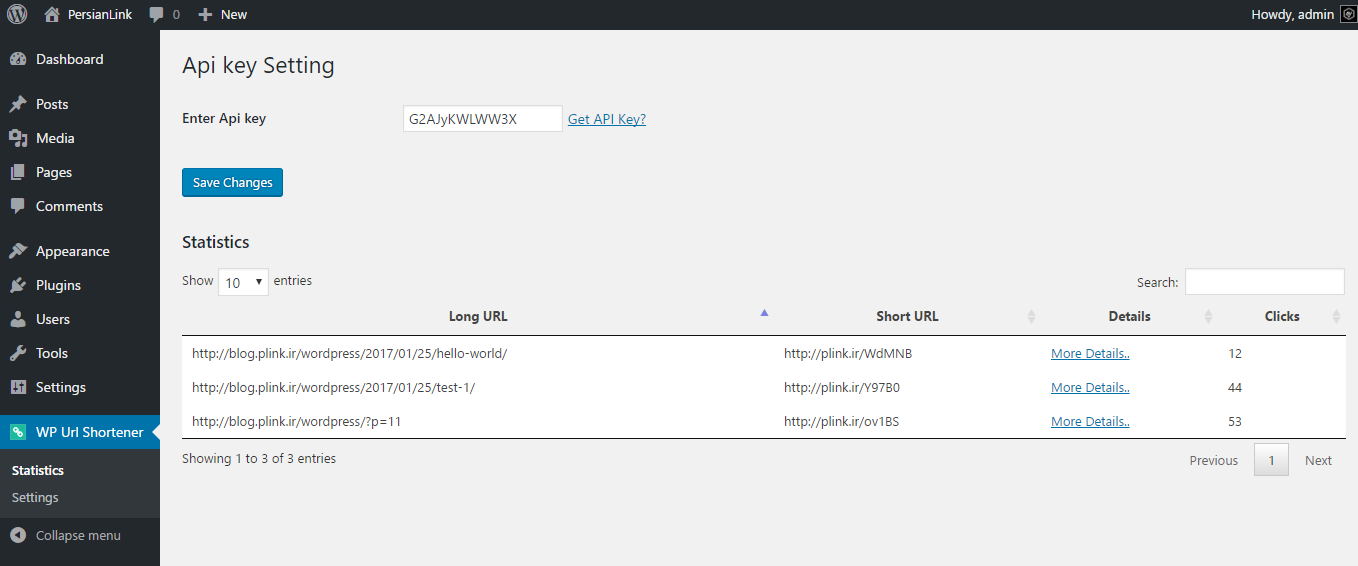 PersianLink 0 New Howdy, admin
Dashboard
Posts
Media
Pages
Comments
Appearance
Plugins
Users
Tools
Settings
WP Url Shortener
Statistics
Settings
Collapse menu
Api key Setting
Enter Api key G2AJyKWLWW3X Get API Key?
Save Changes
Statistics
Show 10 entries Search:
Long URL Short URL Details Clicks
http://blog.plink.ir/wordpress/2017/01/25/hello-world/ http://plink.ir/WdMNB More Details.. 12
http://blog.plink.ir/wordpress/2017/01/25/test-1/ http://plink.ir/Y97B0 More Details.. 44
http://blog.plink.ir/wordpress/?p=11 http://plink.ir/ov1BS More Details.. 53
Showing 1 to 3 of 3 entries Previous 1 Next